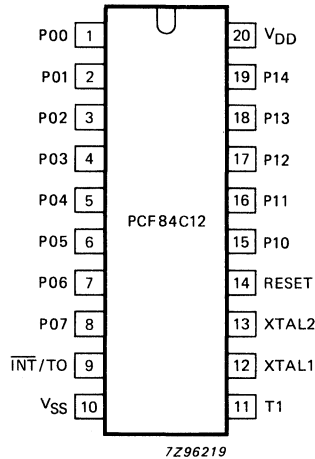 P00 1 20 VDD
P01 2 19 P14
P02 3 18 P13
P03 4 17 P12
PCF84C12
P04 5 16 P11
P05 6 15 P10
P06 7 14 RESET
P07 8 13 XTAL2
INT/TO 9 12 XTAL1
VSS 10 11 T1
7Z96219